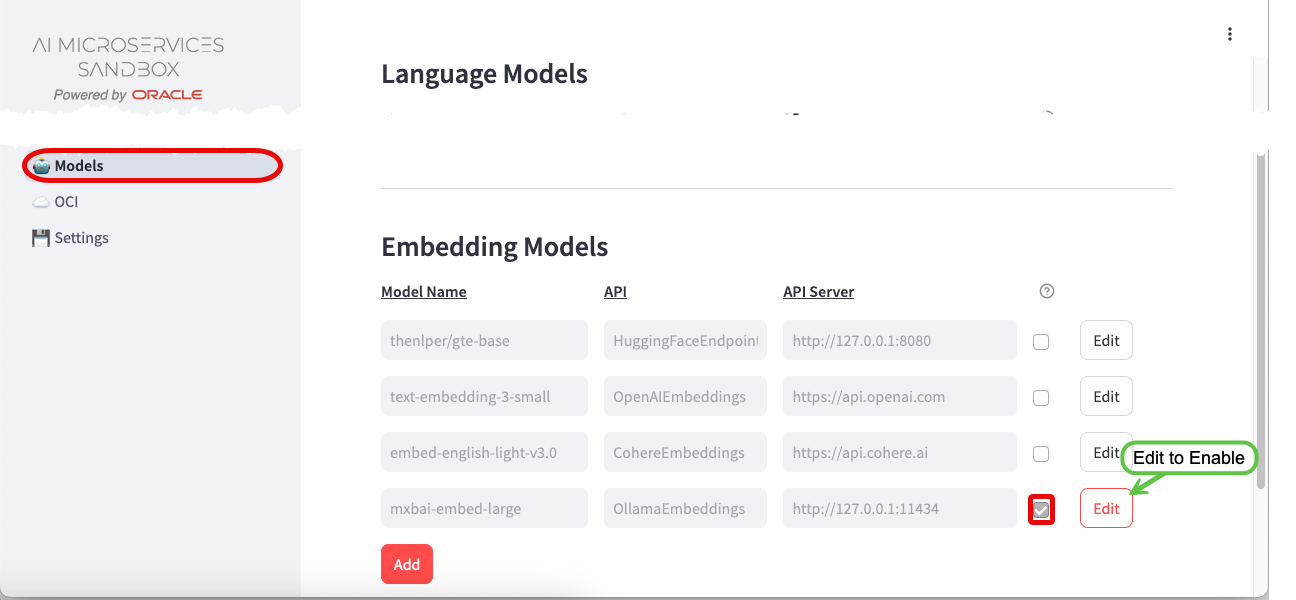 AI MICROSERVICES
SANDBOX
Powered by ORACLE
Models
OCI
Settings
Language Models
Embedding Models
Model Name API API Server
thenlper/gte-base HuggingFaceEndpoint http://127.0.0.1:8080 Edit
text-embedding-3-small OpenAIEmbeddings https://api.openai.com Edit
embed-english-light-v3.0 CohereEmbeddings https://api.cohere.ai Edit
Edit to Enable
mxbai-embed-large OllamaEmbeddings http://127.0.0.1:11434 Edit
Add